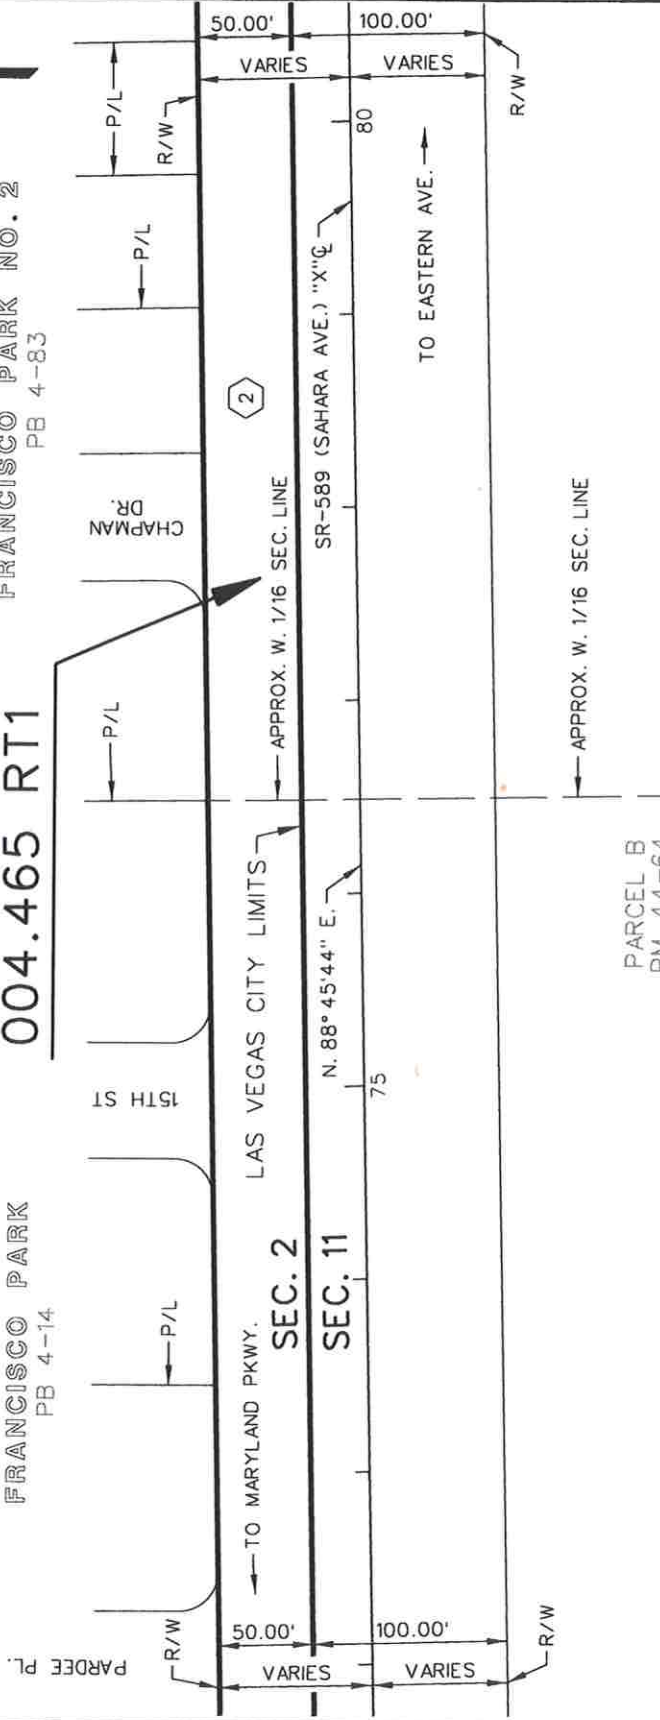 50.00'
100.00'
VARIES
VARIES
P/L
R/W
R/W
80
FRANCISCO PARK NO. 2
PB 4-83
P/L
TO EASTERN AVE.
SR-589 (SAHARA AVE.) "X"℄
2
CHAPMAN
DR.
APPROX. W. 1/16 SEC. LINE
APPROX. W. 1/16 SEC. LINE
004.465 RT1
P/L
LAS VEGAS CITY LIMITS
N. 88° 45'44" E.
PARCEL B
PM 44-64
75
15TH ST
FRANCISCO PARK
PB 4-14
SEC. 2
SEC. 11
P/L
TO MARYLAND PKWY.
PARDEE PL.
R/W
50.00'
100.00'
VARIES
VARIES
R/W